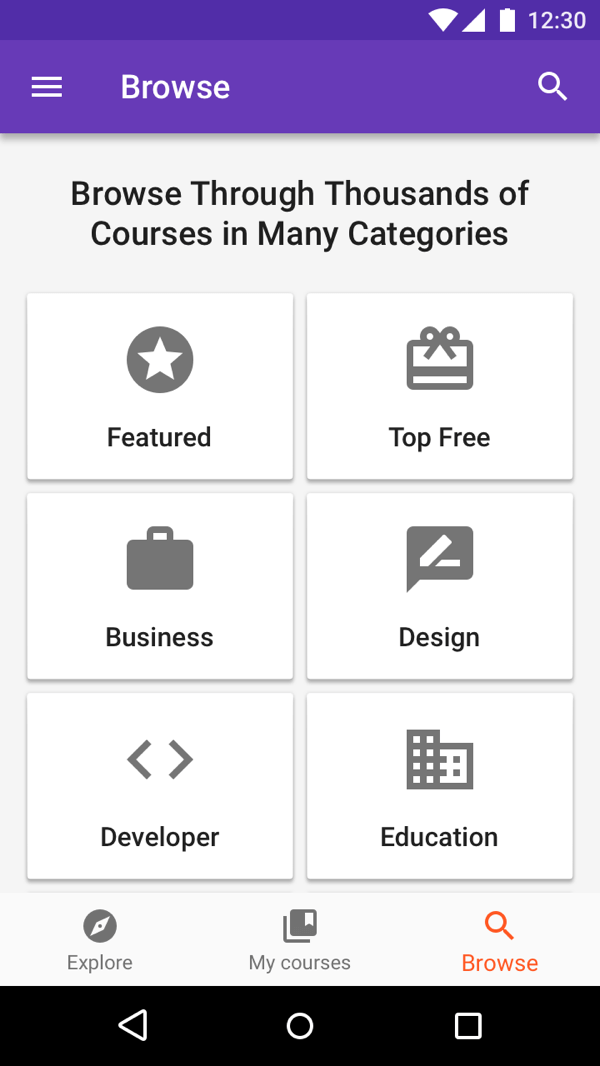 12:30
Browse
Browse Through Thousands of
Courses in Many Categories
Featured
Top Free
Business
Design
Developer
Education
Explore
My courses
Browse